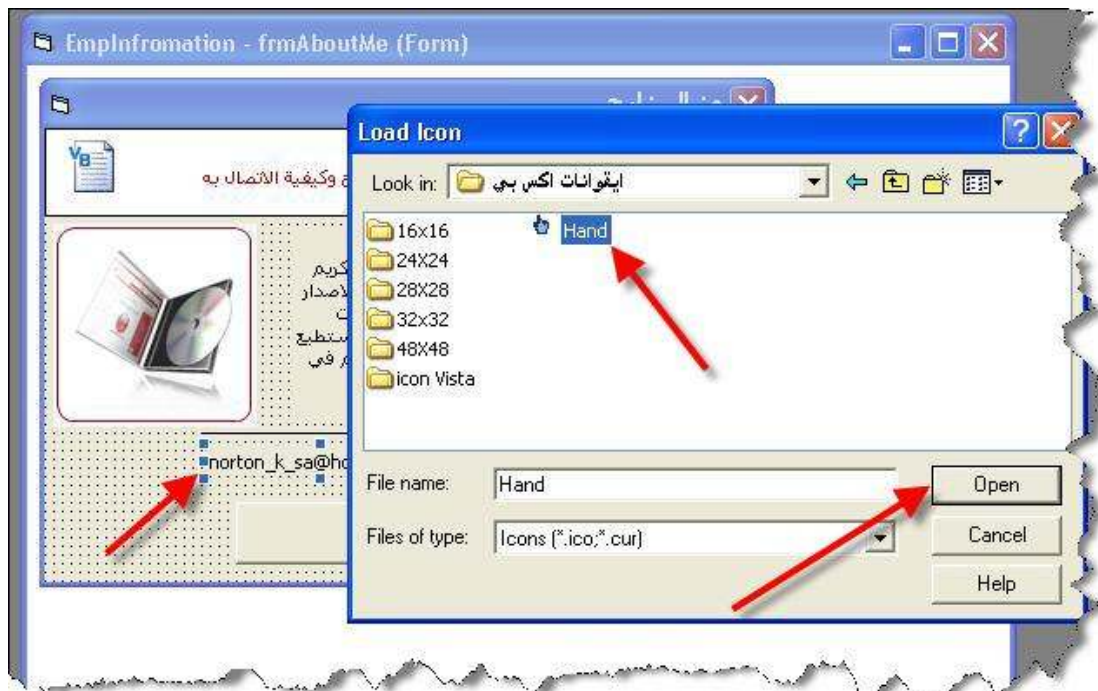 EmpInfromation - frmAboutMe (Form)
Load Icon
VB
وكيفية الاتصال به
Look in:
ايقوانات اكس بي
16x16
Hand
24X24
28X28
32x32
48X48
icon Vista
كريم
لاصدار
ستطيع
في
norton_k_sa@ho
File name:
Hand
Open
Files of type:
Icons (*.ico;*.cur)
Cancel
Help